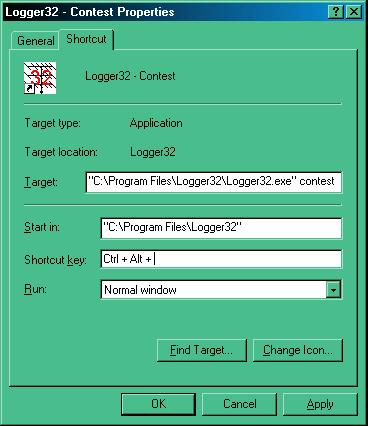 Logger32 - Contest Properties
General Shortcut
32
Logger32 - Contest
Target type: Application
Target location: Logger32
Target: "C:\Program Files\Logger32\Logger32.exe" contest
Start in: "C:\Program Files\Logger32"
Shortcut key: Ctrl + Alt +
Run: Normal window
Find Target... Change Icon...
OK Cancel Apply